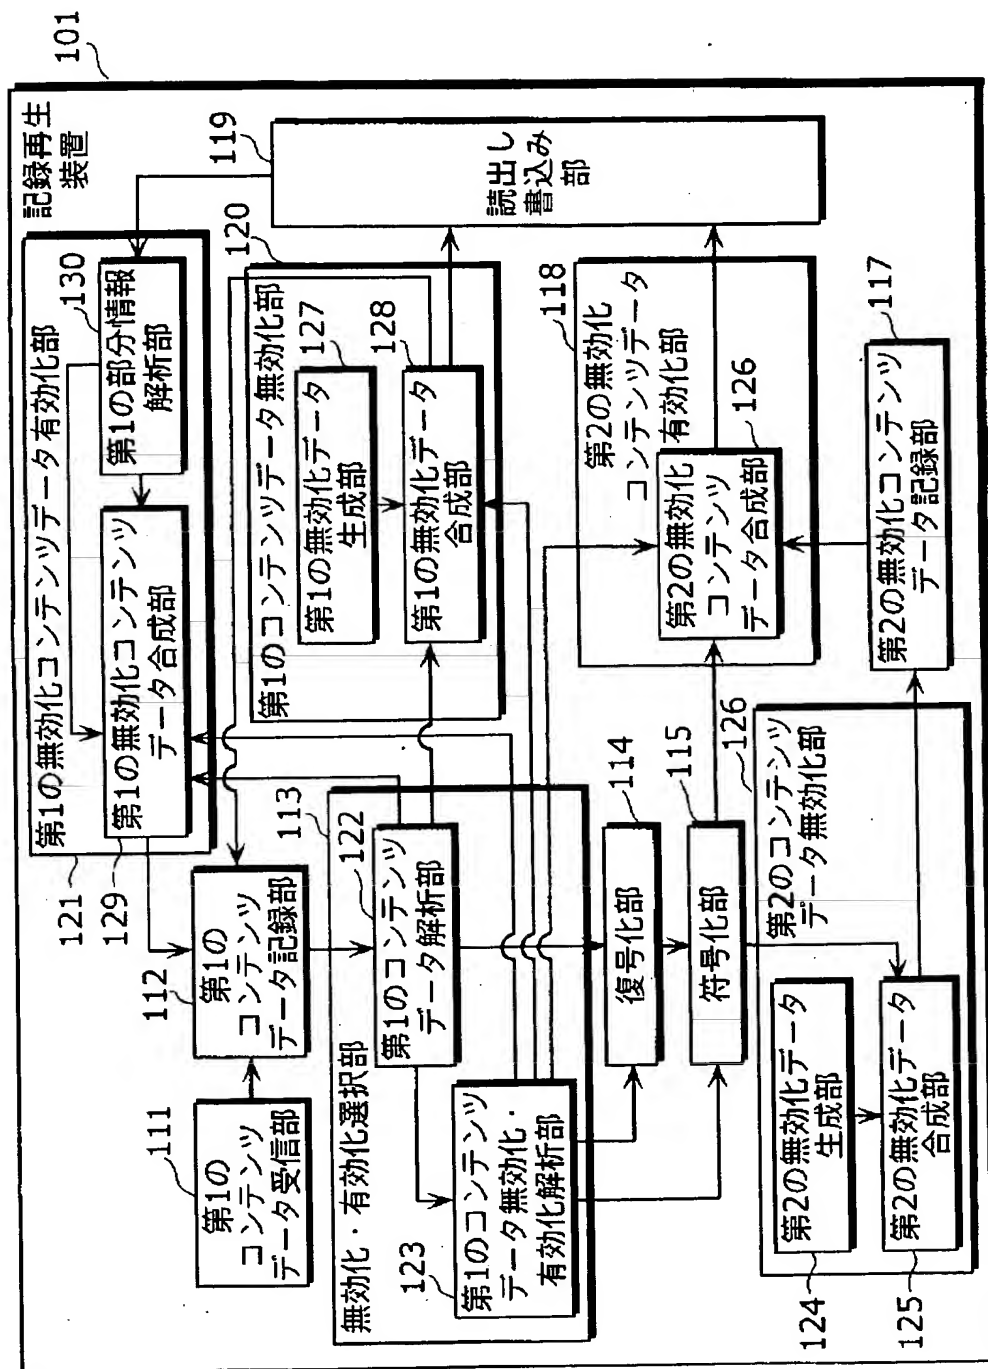 101
記録再生
装置
119
読出し
書込み
部
第1の無効化コンテンツデータ有効化部
130
第1の部分情報
解析部
第1の無効化コンテンツ
データ合成部
121
129
120
第1のコンテンツデータ無効化部
127
第1の無効化データ
生成部
128
第1の無効化データ
合成部
112
第1の
コンテンツ
データ記録部
111
第1の
コンテンツ
データ受信部
無効化・有効化選択部
113
122
第1のコンテンツ
データ解析部
123
第1のコンテンツ
データ無効化・
有効化解析部
114
復号化部
115
符号化部
118
第2の無効化
コンテンツデータ
有効化部
126
第2の無効化
コンテンツ
データ合成部
117
第2の無効化コンテンツ
データ記録部
126
第2のコンテンツ
データ無効化部
第2の無効化データ
生成部
124
第2の無効化データ
合成部
125